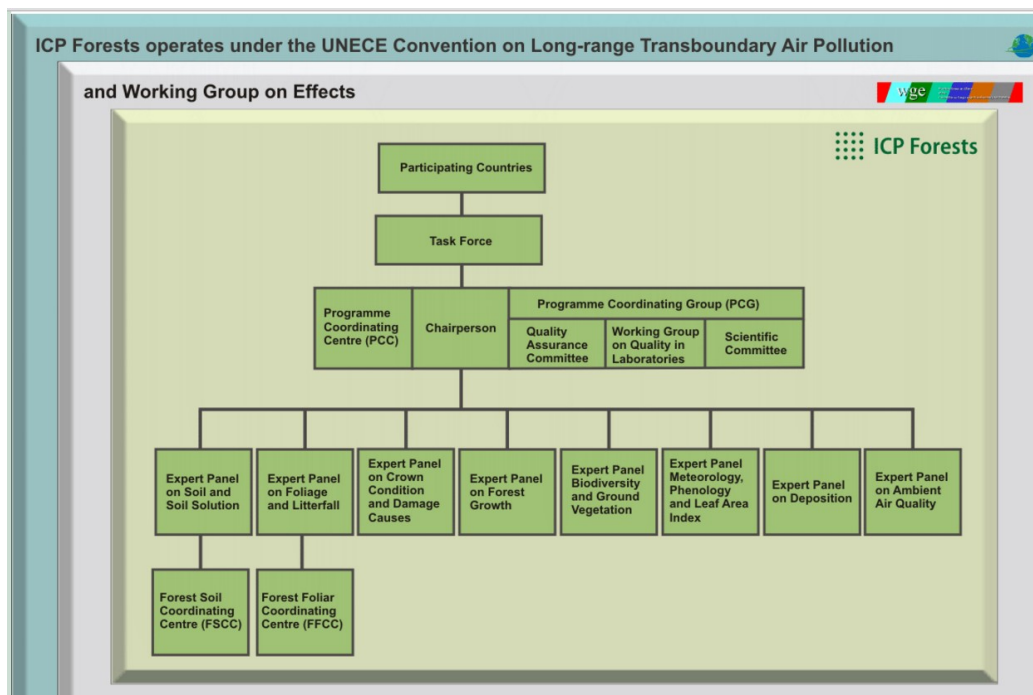 ICP Forests operates under the UNECE Convention on Long-range Transboundary Air Pollution
and Working Group on Effects
wge
ICP Forests
Participating Countries
Task Force
Programme
Coordinating
Centre (PCC)
Chairperson
Programme Coordinating Group (PCG)
Quality
Assurance
Committee
Working Group
on Quality in
Laboratories
Scientific
Committee
Expert Panel
on Soil and
Soil Solution
Expert Panel
on Foliage
and Litterfall
Expert Panel
on Crown
Condition
and Damage
Causes
Expert Panel
on Forest
Growth
Expert Panel
Biodiversity
and Ground
Vegetation
Expert Panel
Meteorology,
Phenology
and Leaf Area
Index
Expert Panel
on Deposition
Expert Panel
on Ambient
Air Quality
Forest Soil
Coordinating
Centre (FSCC)
Forest Foliar
Coordinating
Centre (FFCC)